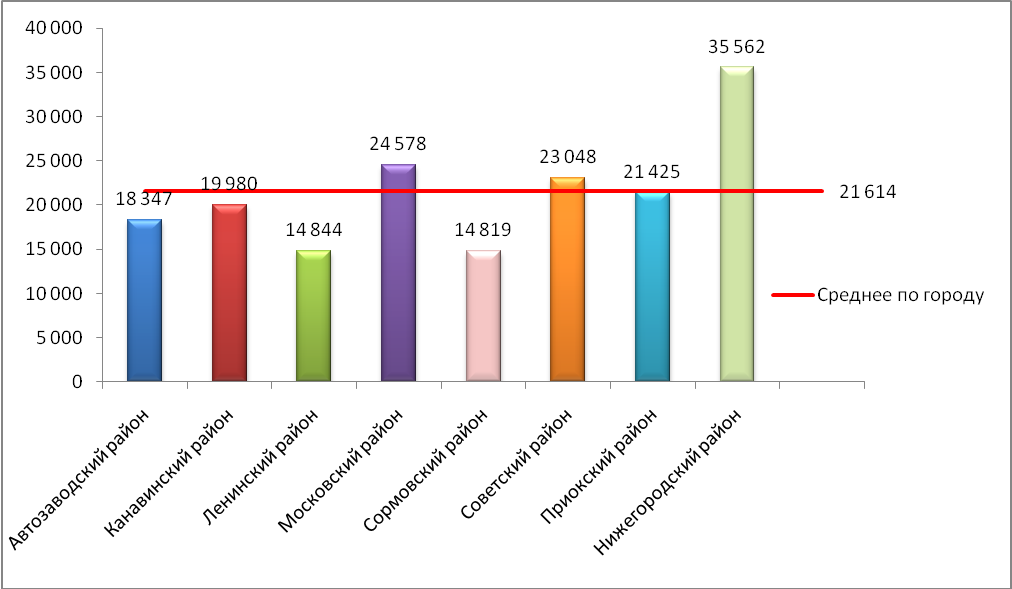 40 000
35 000
30 000
25 000
20 000
15 000
10 000
5 000
0
18 347
19 980
14 844
24 578
14 819
23 048
21 425
35 562
21 614
Среднее по городу
Автозаводский район
Канавинский район
Ленинский район
Московский район
Сормовский район
Советский район
Приокский район
Нижегородский район